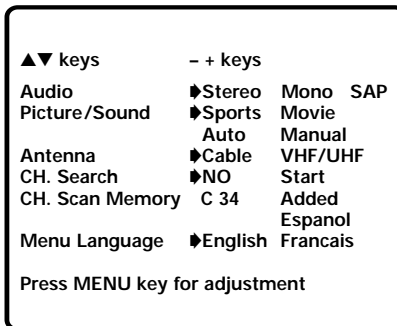 ▲▼ keys – + keys
Audio ➧Stereo Mono SAP
Picture/Sound ➧Sports Movie
Auto Manual
Antenna ➧Cable VHF/UHF
CH. Search ➧NO Start
CH. Scan Memory C 34 Added
Espanol
Menu Language ➧English Francais
Press MENU key for adjustment